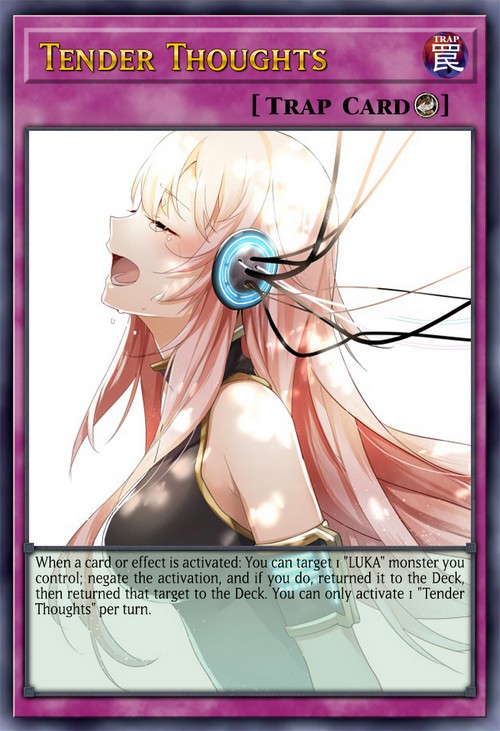 TENDER THOUGHTS
TRAP
罠
[TRAP CARD]
When a card or effect is activated: You can target 1 "LUKA" monster you
control; negate the activation, and if you do, returned it to the Deck,
then returned that target to the Deck. You can only activate 1 "Tender
Thoughts" per turn.